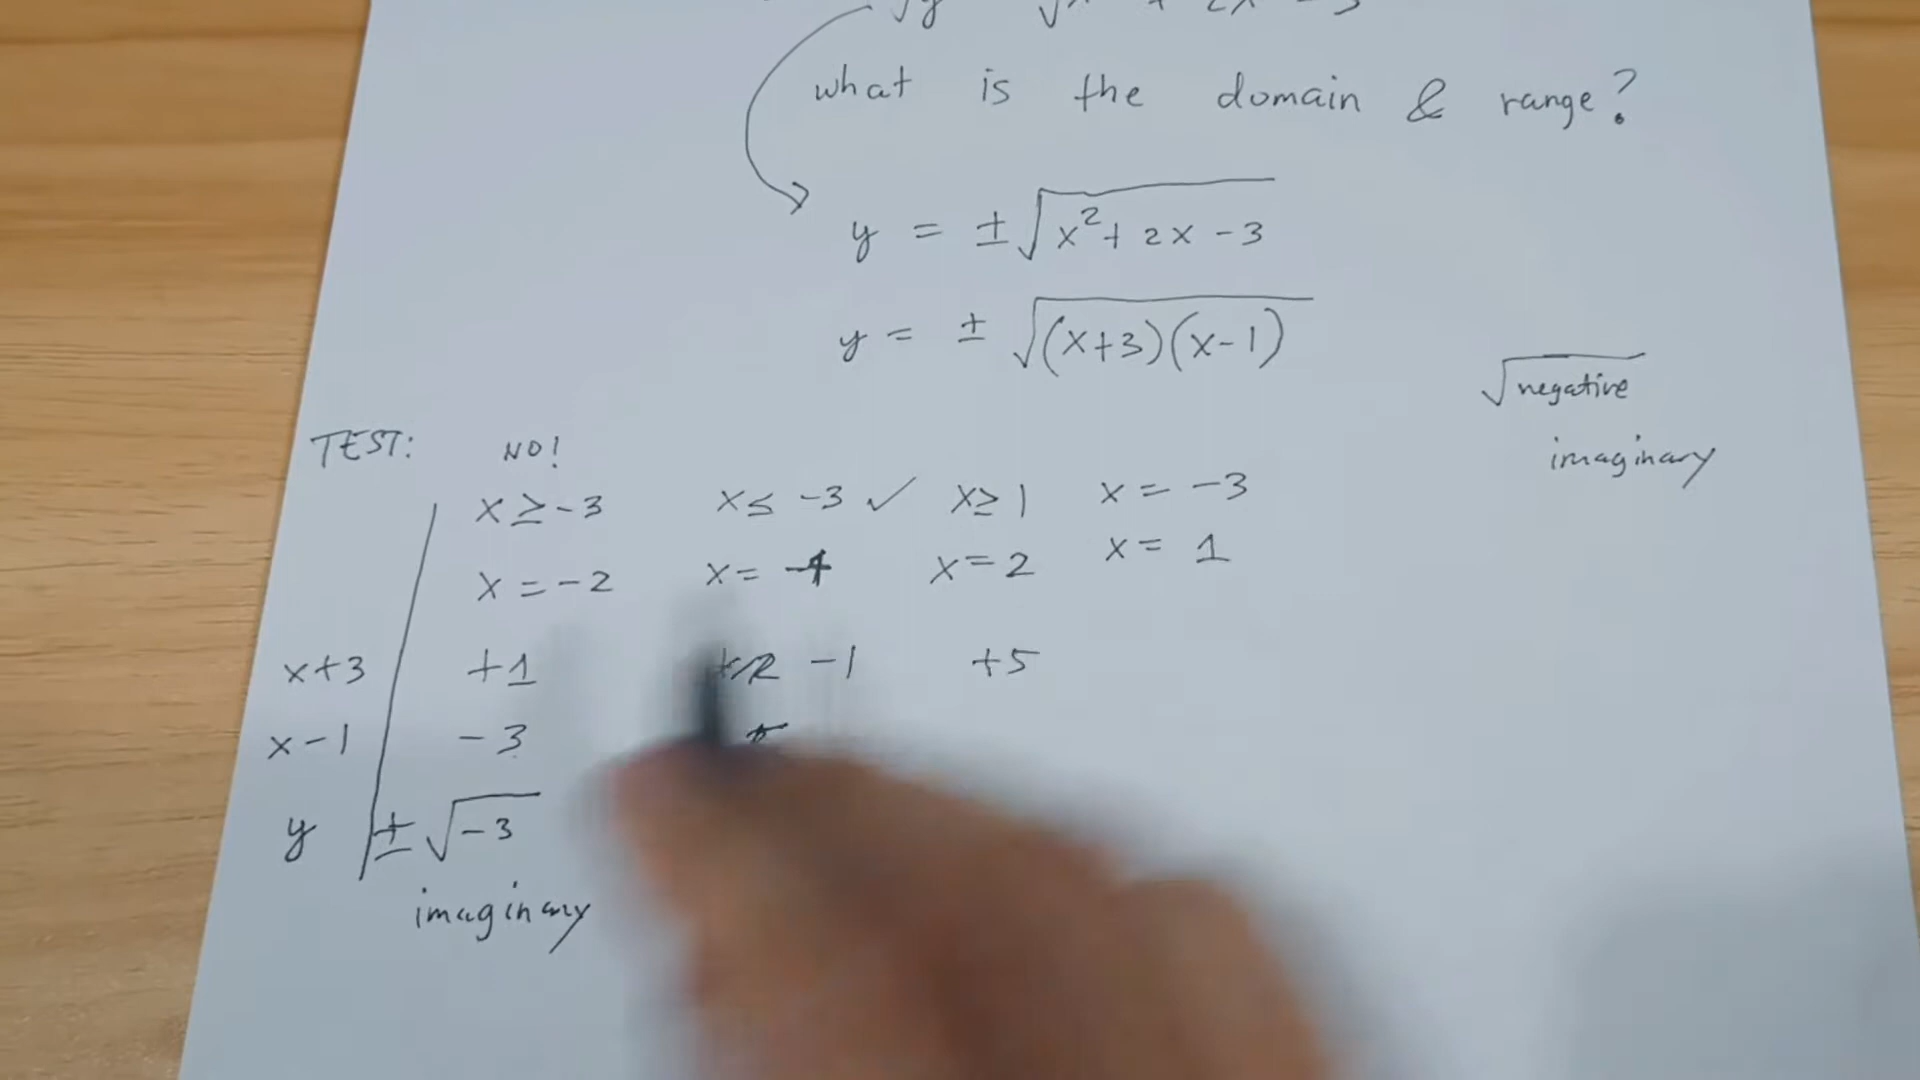 what is the domain & range?
y = ±√x²+ 2x -3
y = ± √(x+3)(x-1)
√negative
imaginary
TEST: NO!
x ≥ -3 x ≤ -3 ✓ x ≥ 1 x = -3
x = -2 x = -4 x = 2 x = 1
x+3 +1 -1 +5
x-1 -3
y ±√-3
imaginary